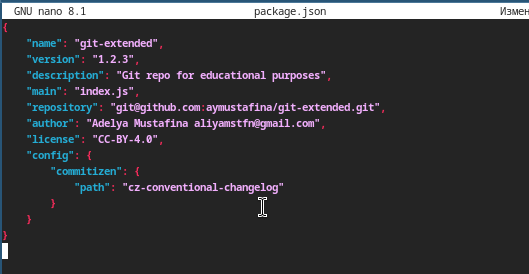 GNU nano 8.1 package.json Измен
{
    "name": "git-extended",
    "version": "1.2.3",
    "description": "Git repo for educational purposes",
    "main": "index.js",
    "repository": "git@github.com:aymustafina/git-extended.git",
    "author": "Adelya Mustafina aliyamstfn@gmail.com",
    "license": "CC-BY-4.0",
    "config": {
        "commitizen": {
            "path": "cz-conventional-changelog"
        }
    }
}